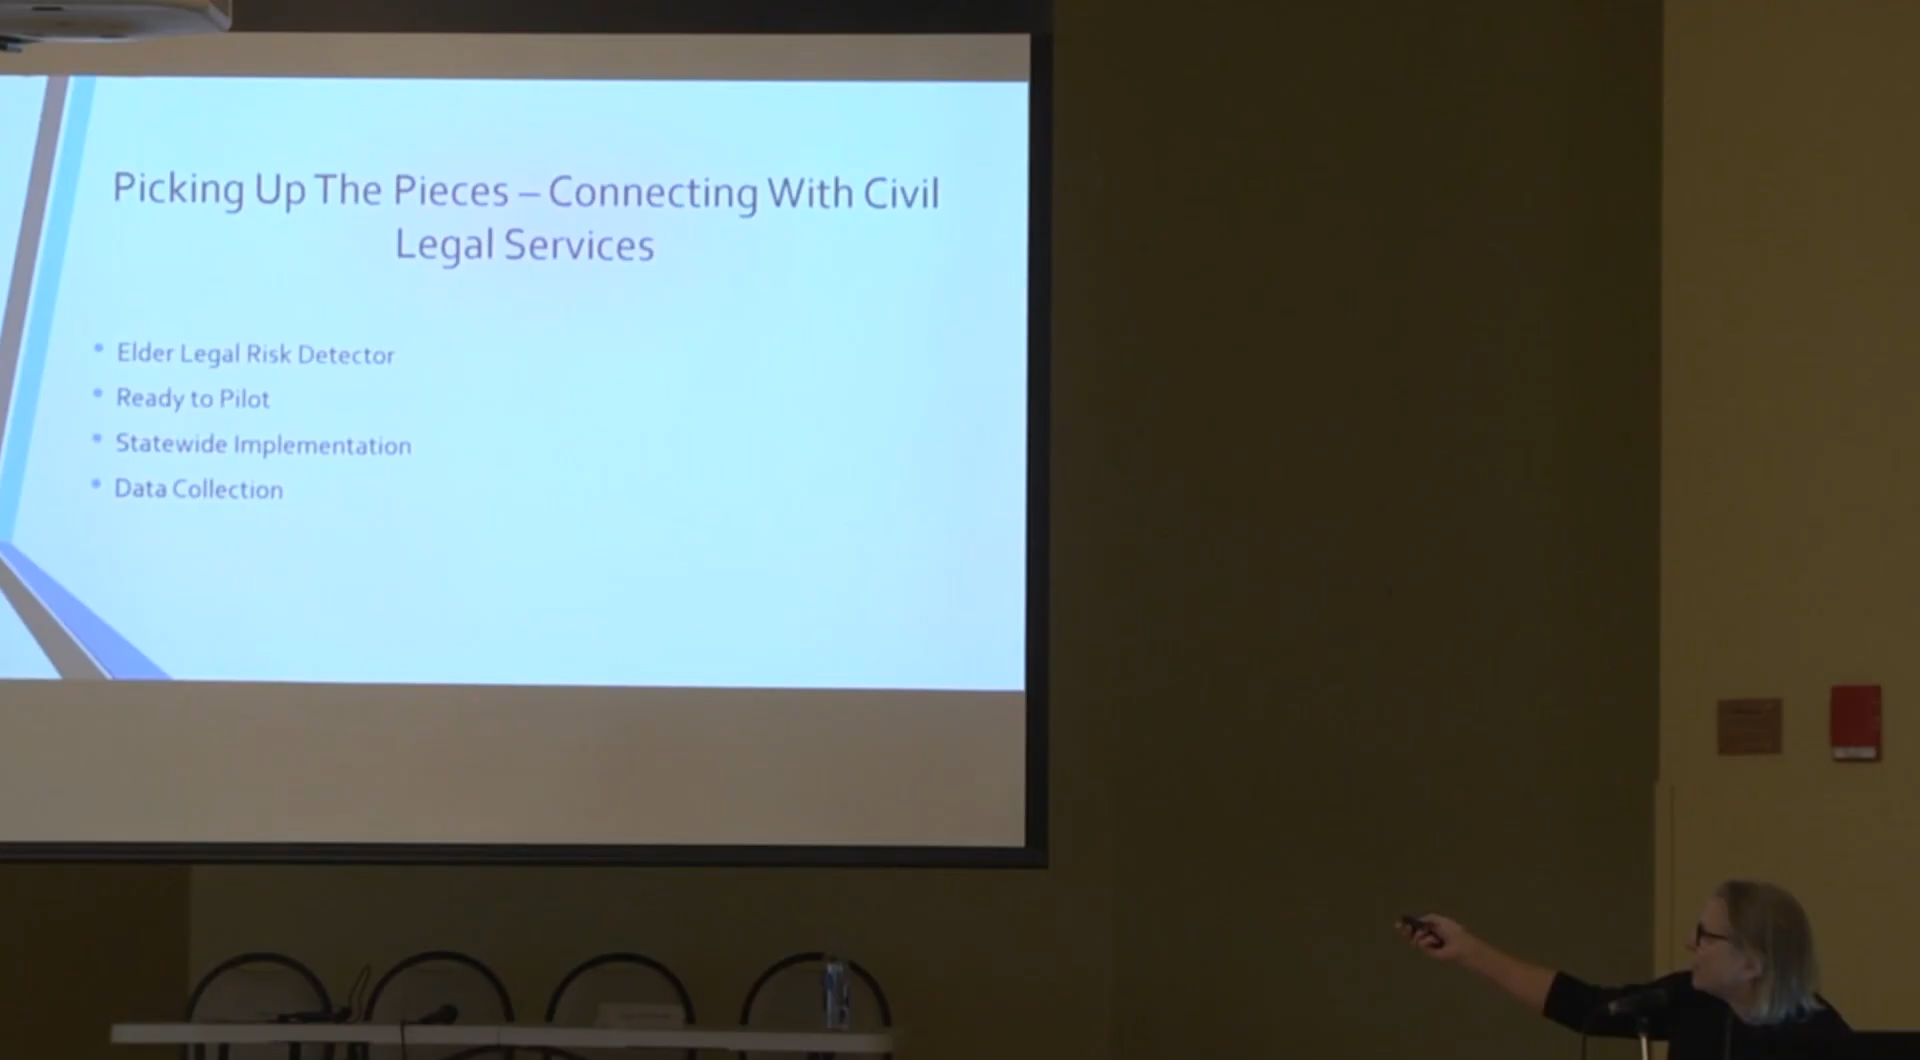 Picking Up The Pieces – Connecting With Civil
Legal Services
• Elder Legal Risk Detector
• Ready to Pilot
• Statewide Implementation
• Data Collection